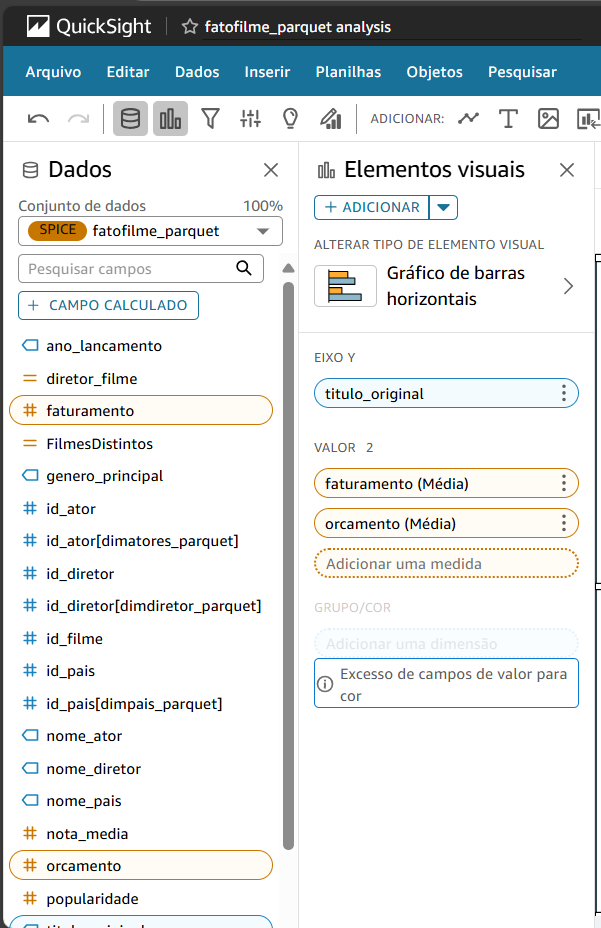 QuickSight
fatofilme_parquet analysis
Arquivo Editar Dados Inserir Planilhas Objetos Pesquisar
ADICIONAR:
Dados
Conjunto de dados 100%
SPICE fatofilme_parquet
Pesquisar campos
+ CAMPO CALCULADO
ano_lancamento
diretor_filme
faturamento
FilmesDistintos
genero_principal
id_ator
id_ator[dimatores_parquet]
id_diretor
id_diretor[dimdiretor_parquet]
id_filme
id_pais
id_pais[dimpais_parquet]
nome_ator
nome_diretor
nome_pais
nota_media
orcamento
popularidade
Elementos visuais
+ ADICIONAR
ALTERAR TIPO DE ELEMENTO VISUAL
Gráfico de barras
horizontais
EIXO Y
titulo_original
VALOR 2
faturamento (Média)
orcamento (Média)
Adicionar uma medida
GRUPO/COR
Adicionar uma dimensão
Excesso de campos de valor para
cor